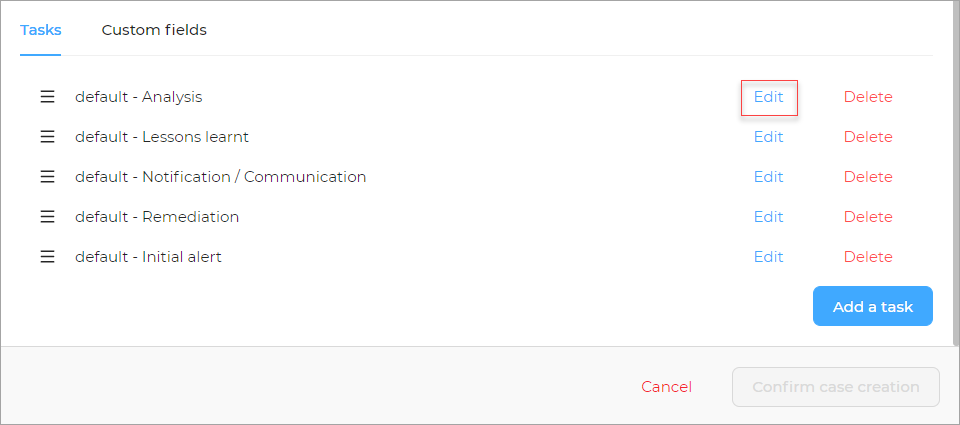 Tasks Custom fields
default - Analysis Edit Delete
default - Lessons learnt Edit Delete
default - Notification / Communication Edit Delete
default - Remediation Edit Delete
default - Initial alert Edit Delete
Add a task
Cancel Confirm case creation